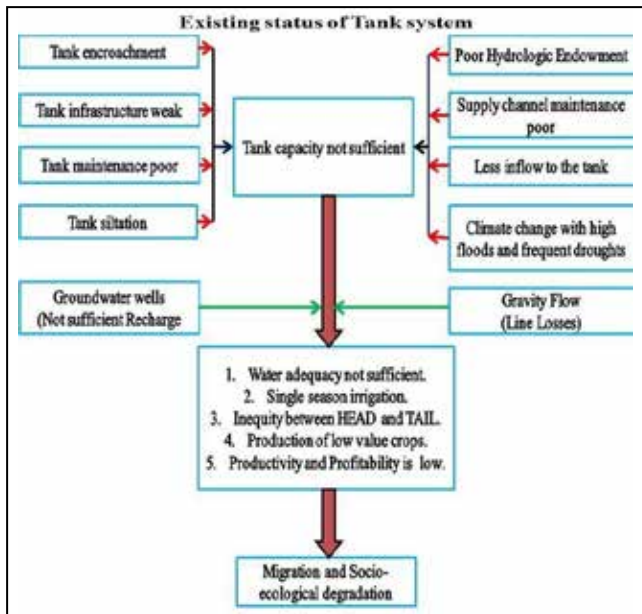 Existing status of Tank system
Tank encroachment
Tank infrastructure weak
Tank maintenance poor
Tank siltation
Tank capacity not sufficient
Poor Hydrologic Endowment
Supply channel maintenance
poor
Less inflow to the tank
Climate change with high
floods and frequent droughts
Groundwater wells
(Not sufficient Recharge
Gravity Flow
(Line Losses)
1. Water adequacy not sufficient.
2. Single season irrigation.
3. Inequity between HEAD and TAIL.
4. Production of low value crops.
5. Productivity and Profitability is low.
Migration and Socio-
ecological degradation